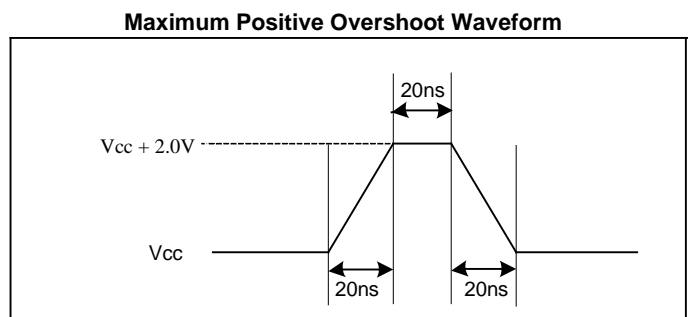 Maximum Positive Overshoot Waveform
20ns
Vcc + 2.0V
Vcc
20ns
20ns